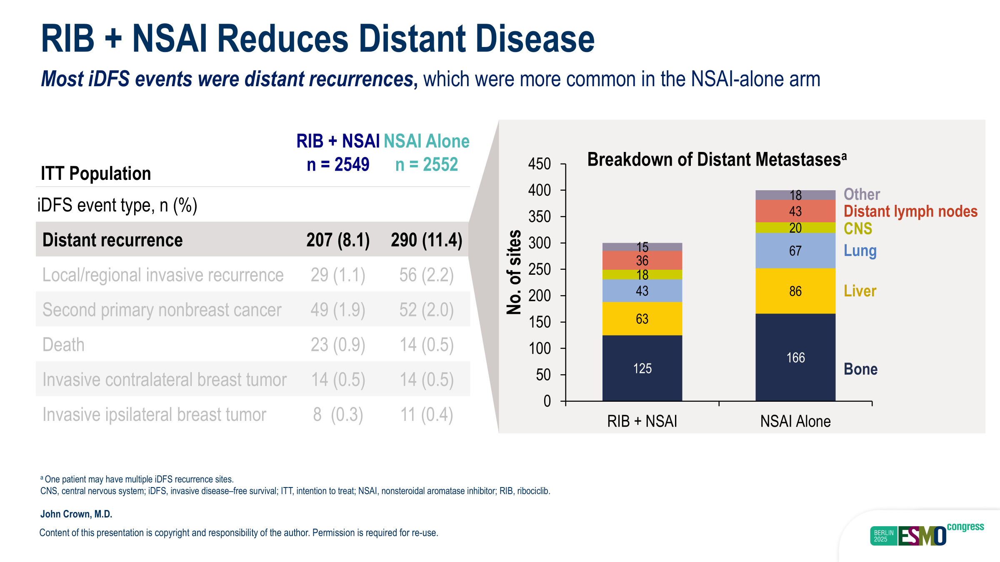 RIB + NSAI Reduces Distant Disease
Most iDFS events were distant recurrences, which were more common in the NSAI-alone arm
RIB + NSAI NSAI Alone
n = 2549 n = 2552
ITT Population
iDFS event type, n (%)
Distant recurrence 207 (8.1) 290 (11.4)
Local/regional invasive recurrence 29 (1.1) 56 (2.2)
Second primary nonbreast cancer 49 (1.9) 52 (2.0)
Death 23 (0.9) 14 (0.5)
Invasive contralateral breast tumor 14 (0.5) 14 (0.5)
Invasive ipsilateral breast tumor 8 (0.3) 11 (0.4)
Breakdown of Distant Metastasesᵃ
No. of sites
450
400
350
300
250
200
150
100
50
0
15
36
18
43
63
125
18
43
20
67
86
166
Other
Distant lymph nodes
CNS
Lung
Liver
Bone
RIB + NSAI NSAI Alone
ᵃ One patient may have multiple iDFS recurrence sites.
CNS, central nervous system; iDFS, invasive disease–free survival; ITT, intention to treat; NSAI, nonsteroidal aromatase inhibitor; RIB, ribociclib.
John Crown, M.D.
Content of this presentation is copyright and responsibility of the author. Permission is required for re-use.
BERLIN
2025
ESMO congress